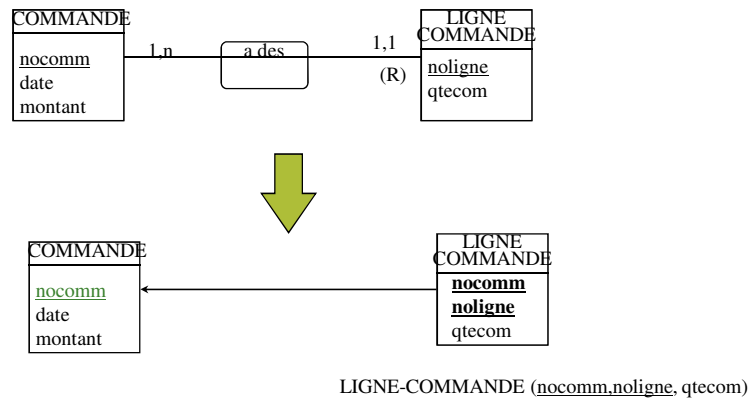 COMMANDE
nocomm
date
montant
1,n
a des
1,1
(R)
LIGNE
COMMANDE
noligne
qtecom
COMMANDE
nocomm
date
montant
LIGNE
COMMANDE
nocomm
noligne
qtecom
LIGNE-COMMANDE (nocomm,noligne, qtecom)